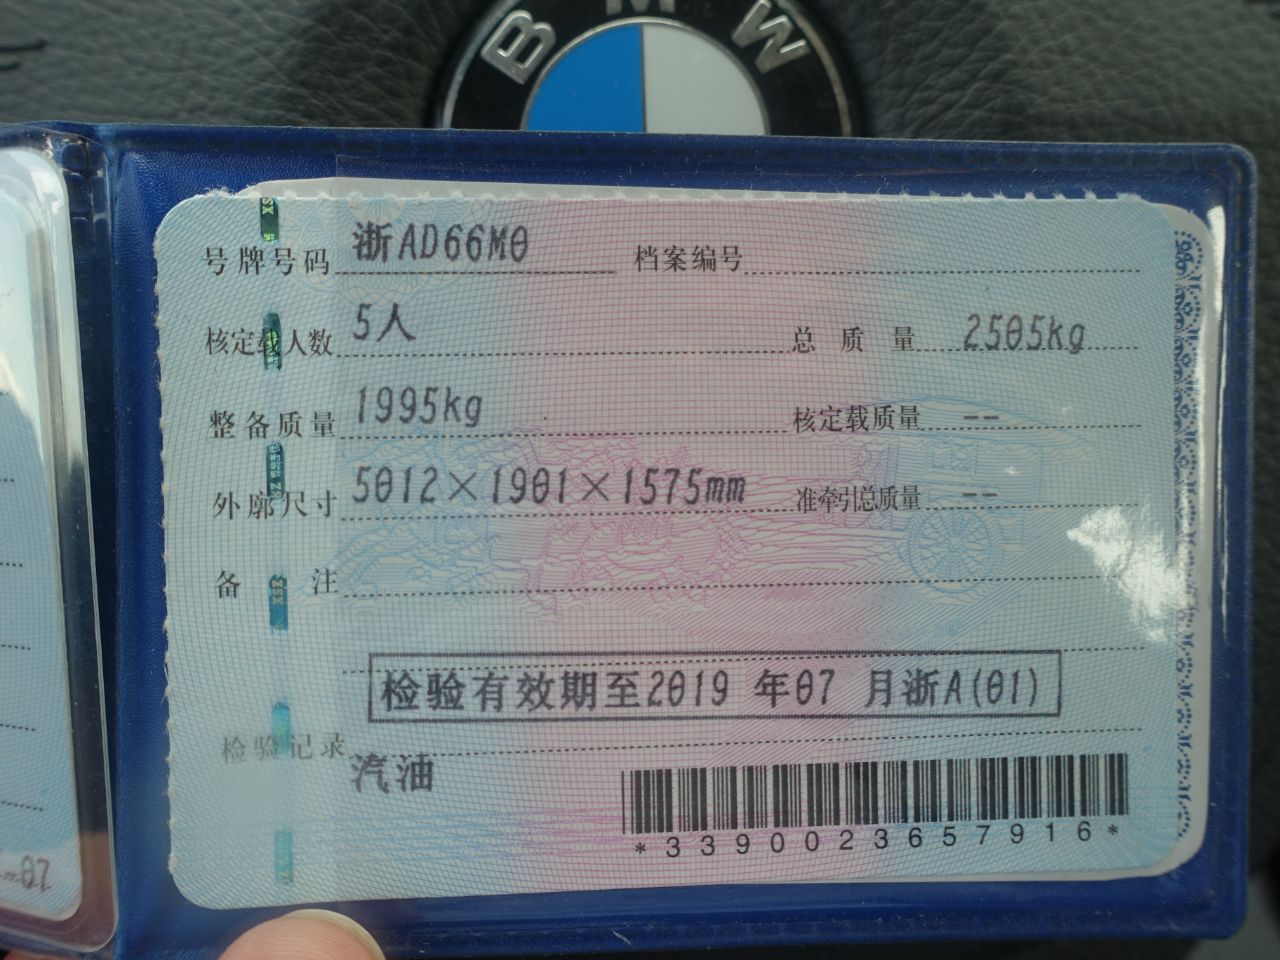 BMW
号牌号码 浙AD66M0 档案编号
核定载人数 5人 总质量 2505kg
整备质量 1995kg 核定载质量 --
外廓尺寸 5012×1901×1575mm 准牵引总质量 --
备注
检验有效期至2019 年07 月浙A(01)
检验记录
汽油
*3390023657916*